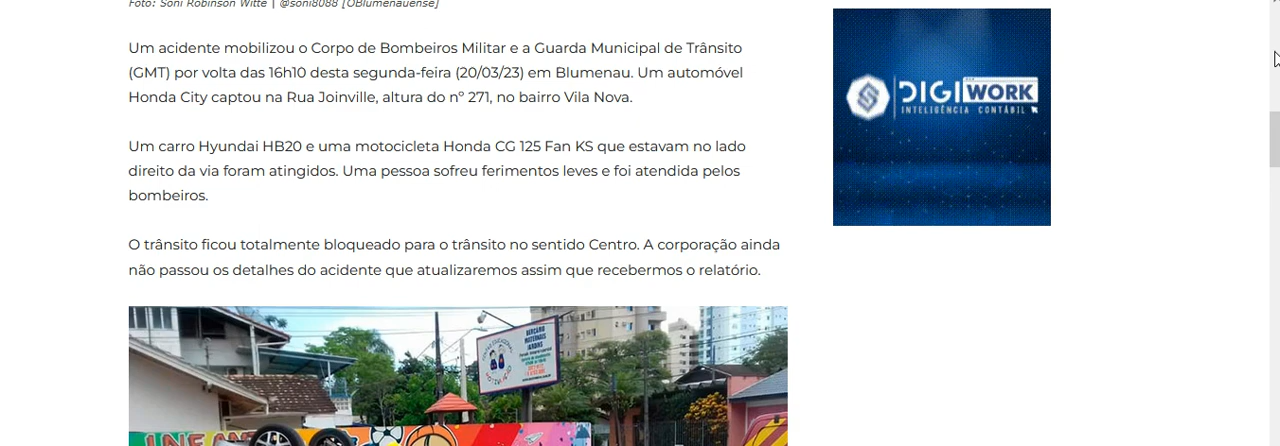 Foto: Soni Robinson Witte | @soni8088 [OBlumenauense]
Um acidente mobilizou o Corpo de Bombeiros Militar e a Guarda Municipal de Trânsito
(GMT) por volta das 16h10 desta segunda-feira (20/03/23) em Blumenau. Um automóvel
Honda City captou na Rua Joinville, altura do nº 271, no bairro Vila Nova.
Um carro Hyundai HB20 e uma motocicleta Honda CG 125 Fan KS que estavam no lado
direito da via foram atingidos. Uma pessoa sofreu ferimentos leves e foi atendida pelos
bombeiros.
O trânsito ficou totalmente bloqueado para o trânsito no sentido Centro. A corporação ainda
não passou os detalhes do acidente que atualizaremos assim que recebermos o relatório.
DIGIWORK
INTELIGÊNCIA CONTÁBIL
BERÇÁRIO
MATERNAIS
JARDINS
INFAN